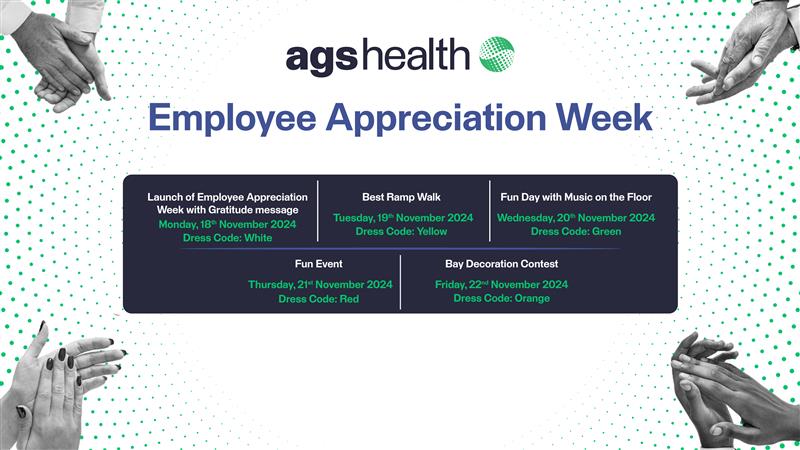 agshealth
Employee Appreciation Week
Launch of Employee Appreciation
Week with Gratitude message
Monday, 18th November 2024
Dress Code: White
Best Ramp Walk
Tuesday, 19th November 2024
Dress Code: Yellow
Fun Day with Music on the Floor
Wednesday, 20th November 2024
Dress Code: Green
Fun Event
Thursday, 21st November 2024
Dress Code: Red
Bay Decoration Contest
Friday, 22nd November 2024
Dress Code: Orange